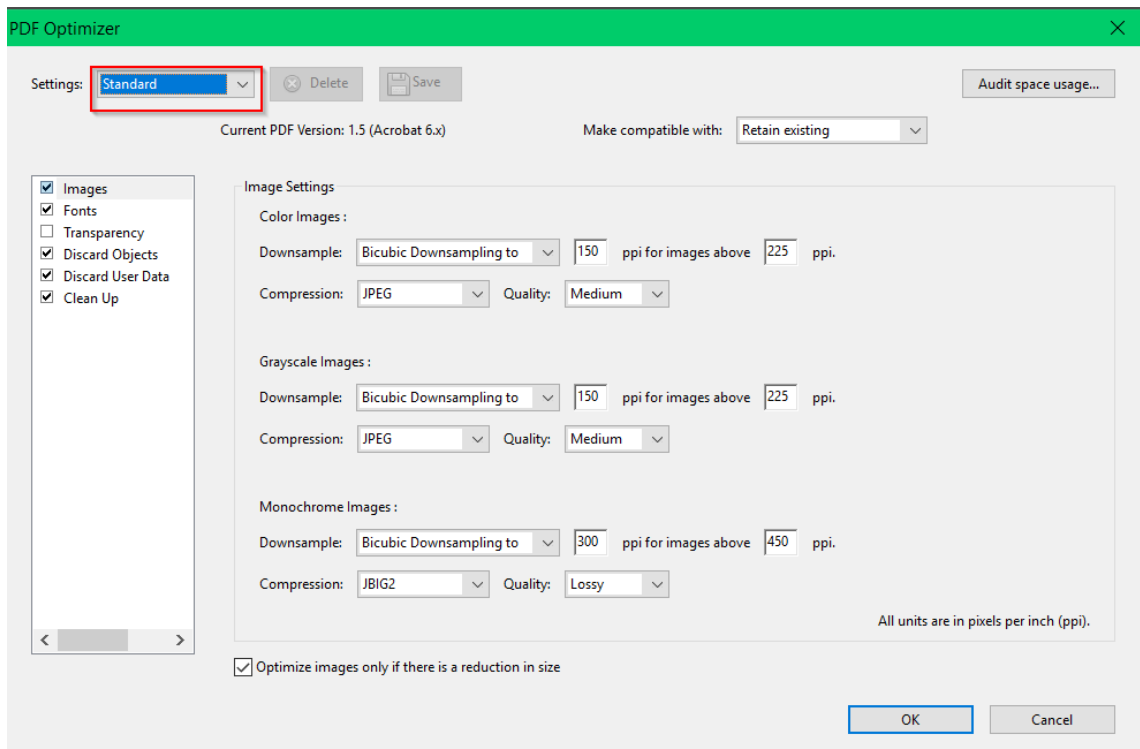 PDF Optimizer
Settings: Standard Delete Save Audit space usage...
Current PDF Version: 1.5 (Acrobat 6.x) Make compatible with: Retain existing
Images
Fonts
Transparency
Discard Objects
Discard User Data
Clean Up
Image Settings
Color Images :
Downsample: Bicubic Downsampling to 150 ppi for images above 225 ppi.
Compression: JPEG Quality: Medium
Grayscale Images :
Downsample: Bicubic Downsampling to 150 ppi for images above 225 ppi.
Compression: JPEG Quality: Medium
Monochrome Images :
Downsample: Bicubic Downsampling to 300 ppi for images above 450 ppi.
Compression: JBIG2 Quality: Lossy
All units are in pixels per inch (ppi).
Optimize images only if there is a reduction in size
OK Cancel